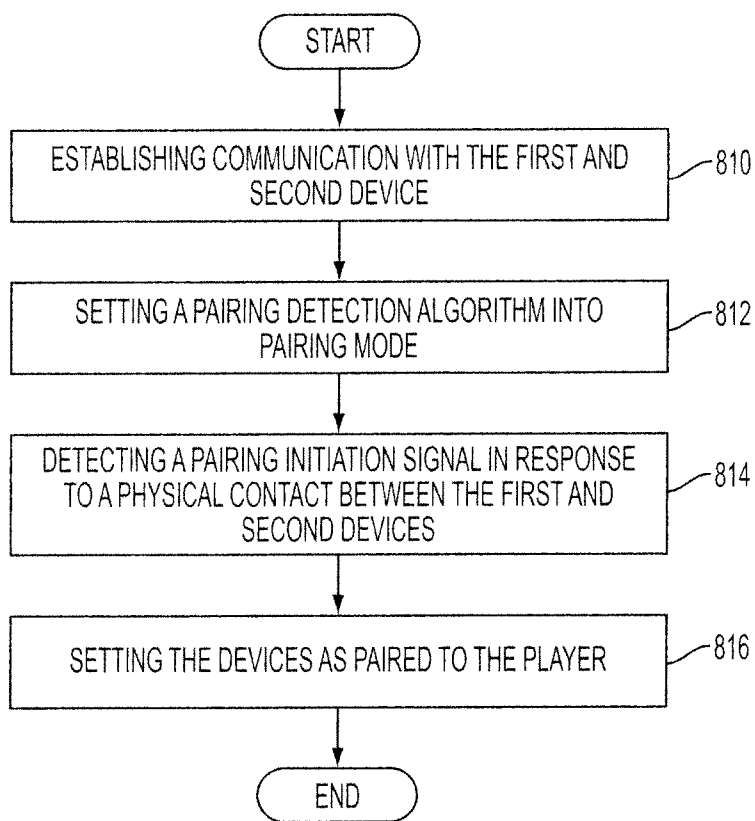 START
ESTABLISHING COMMUNICATION WITH THE FIRST AND
SECOND DEVICE
810
SETTING A PAIRING DETECTION ALGORITHM INTO
PAIRING MODE
812
DETECTING A PAIRING INITIATION SIGNAL IN RESPONSE
TO A PHYSICAL CONTACT BETWEEN THE FIRST AND
SECOND DEVICES
814
SETTING THE DEVICES AS PAIRED TO THE PLAYER
816
END